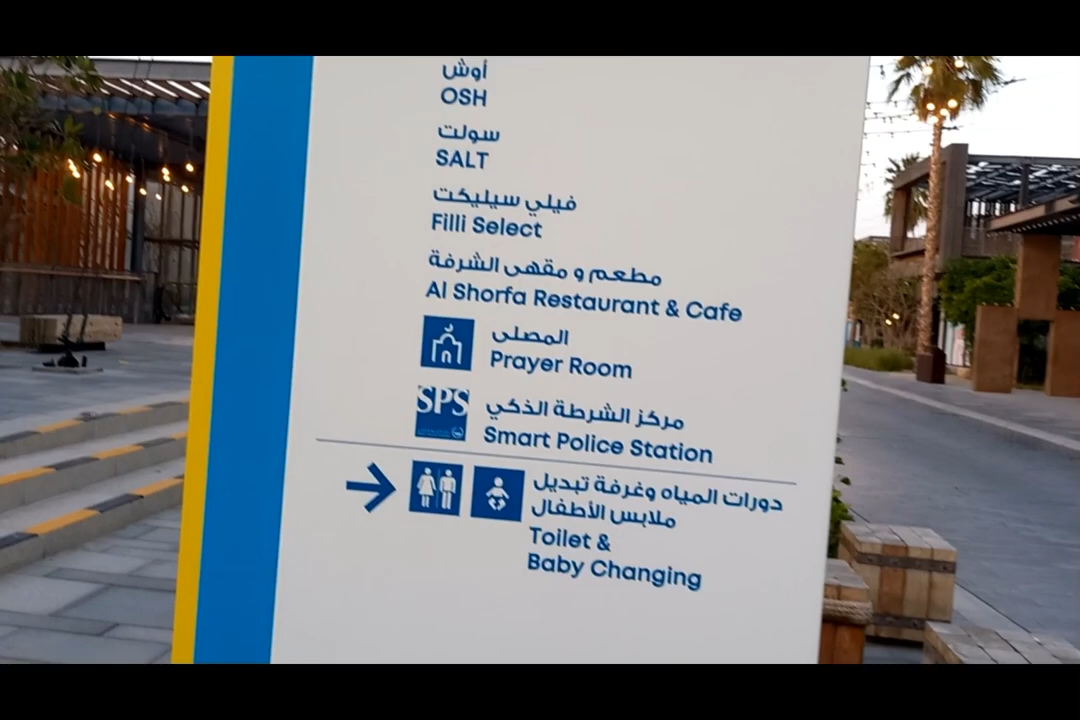 أوش
OSH
سولت
SALT
فيلي سيليكت
Filli Select
مطعم و مقهى الشرفة
Al Shorfa Restaurant & Cafe
المصلى
Prayer Room
SPS
مركز الشرطة الذكي
Smart Police Station
دورات المياه وغرفة تبديل
ملابس الأطفال
Toilet &
Baby Changing